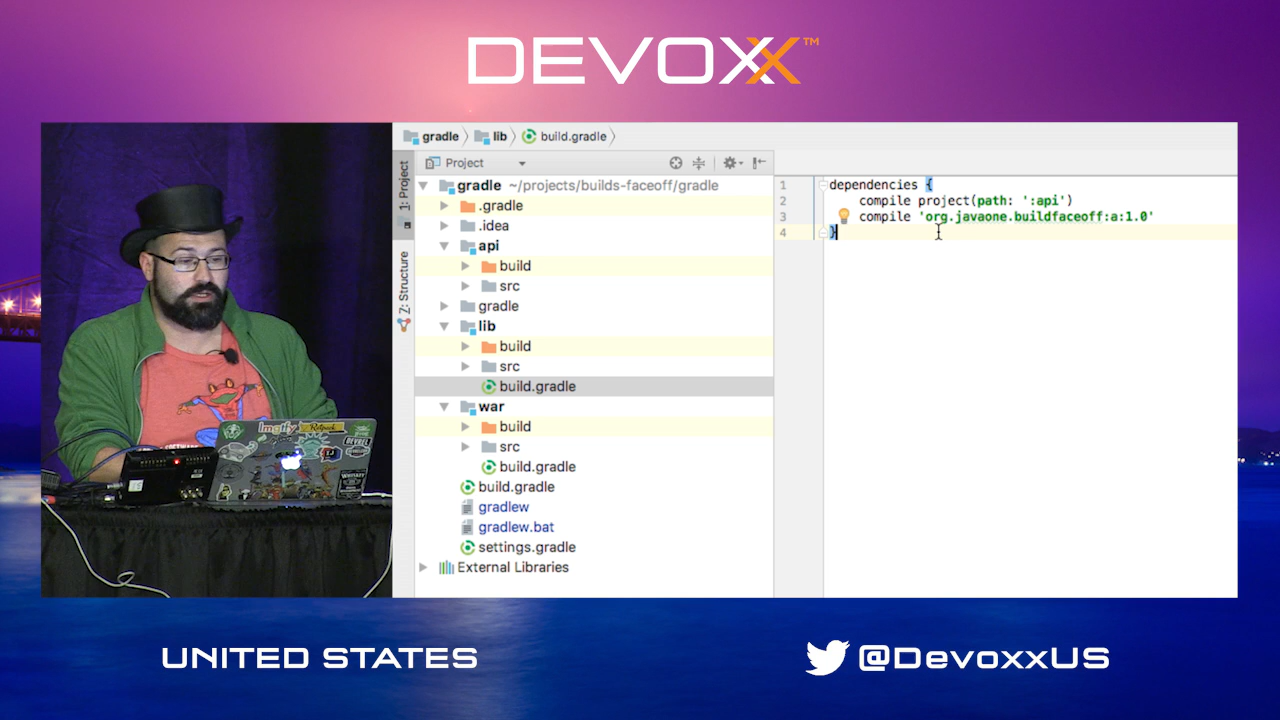 DEVOXX™
gradle lib build.gradle
1: Project
Z: Structure
Project
gradle ~/projects/builds-faceoff/gradle
.gradle
.idea
api
build
src
gradle
lib
build
src
build.gradle
war
build
src
build.gradle
build.gradle
gradlew
gradlew.bat
settings.gradle
External Libraries
1 dependencies {
2 compile project(path: ':api')
3 compile 'org.javaone.buildfaceoff:a:1.0'
4 }
Imgtfy
UNITED STATES
@DevoxxUS